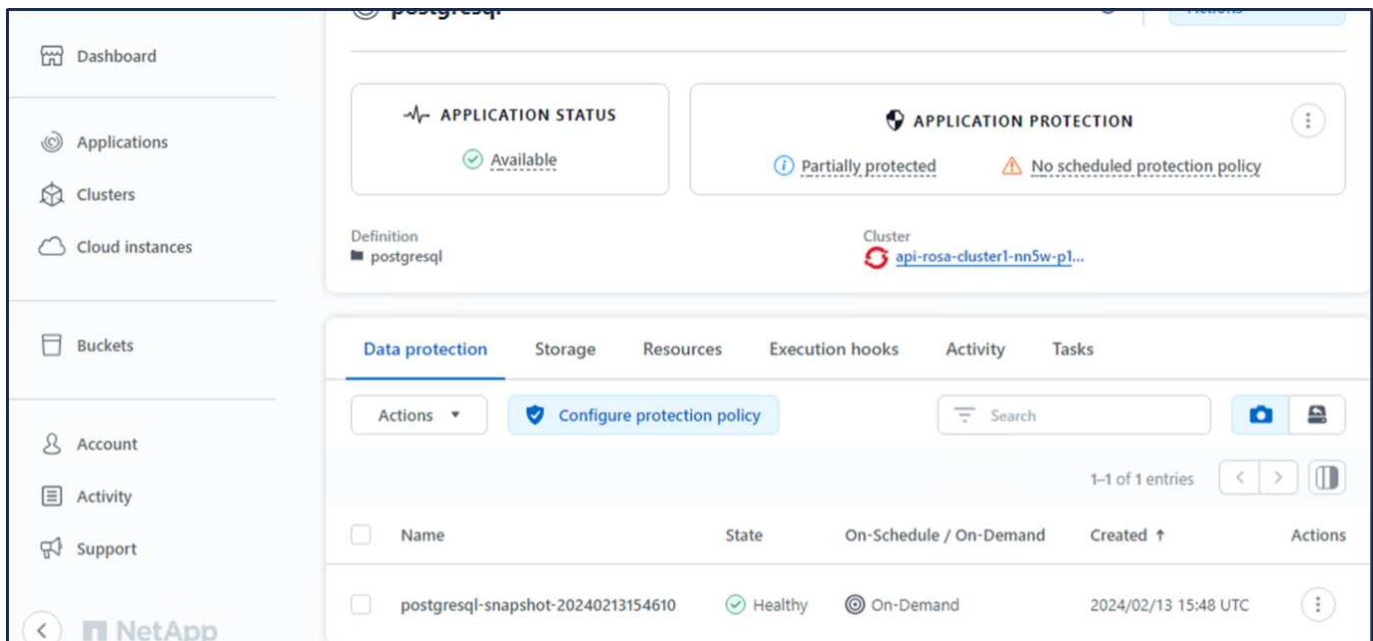 postgresql
Actions
Dashboard
Applications
Clusters
Cloud instances
Buckets
Account
Activity
Support
NetApp
APPLICATION STATUS
Available
APPLICATION PROTECTION
Partially protected
No scheduled protection policy
Definition
postgresql
Cluster
api-rosa-cluster1-nn5w-p1...
Data protection Storage Resources Execution hooks Activity Tasks
Actions Configure protection policy Search
1–1 of 1 entries
Name State On-Schedule / On-Demand Created ↑ Actions
postgresql-snapshot-20240213154610 Healthy On-Demand 2024/02/13 15:48 UTC